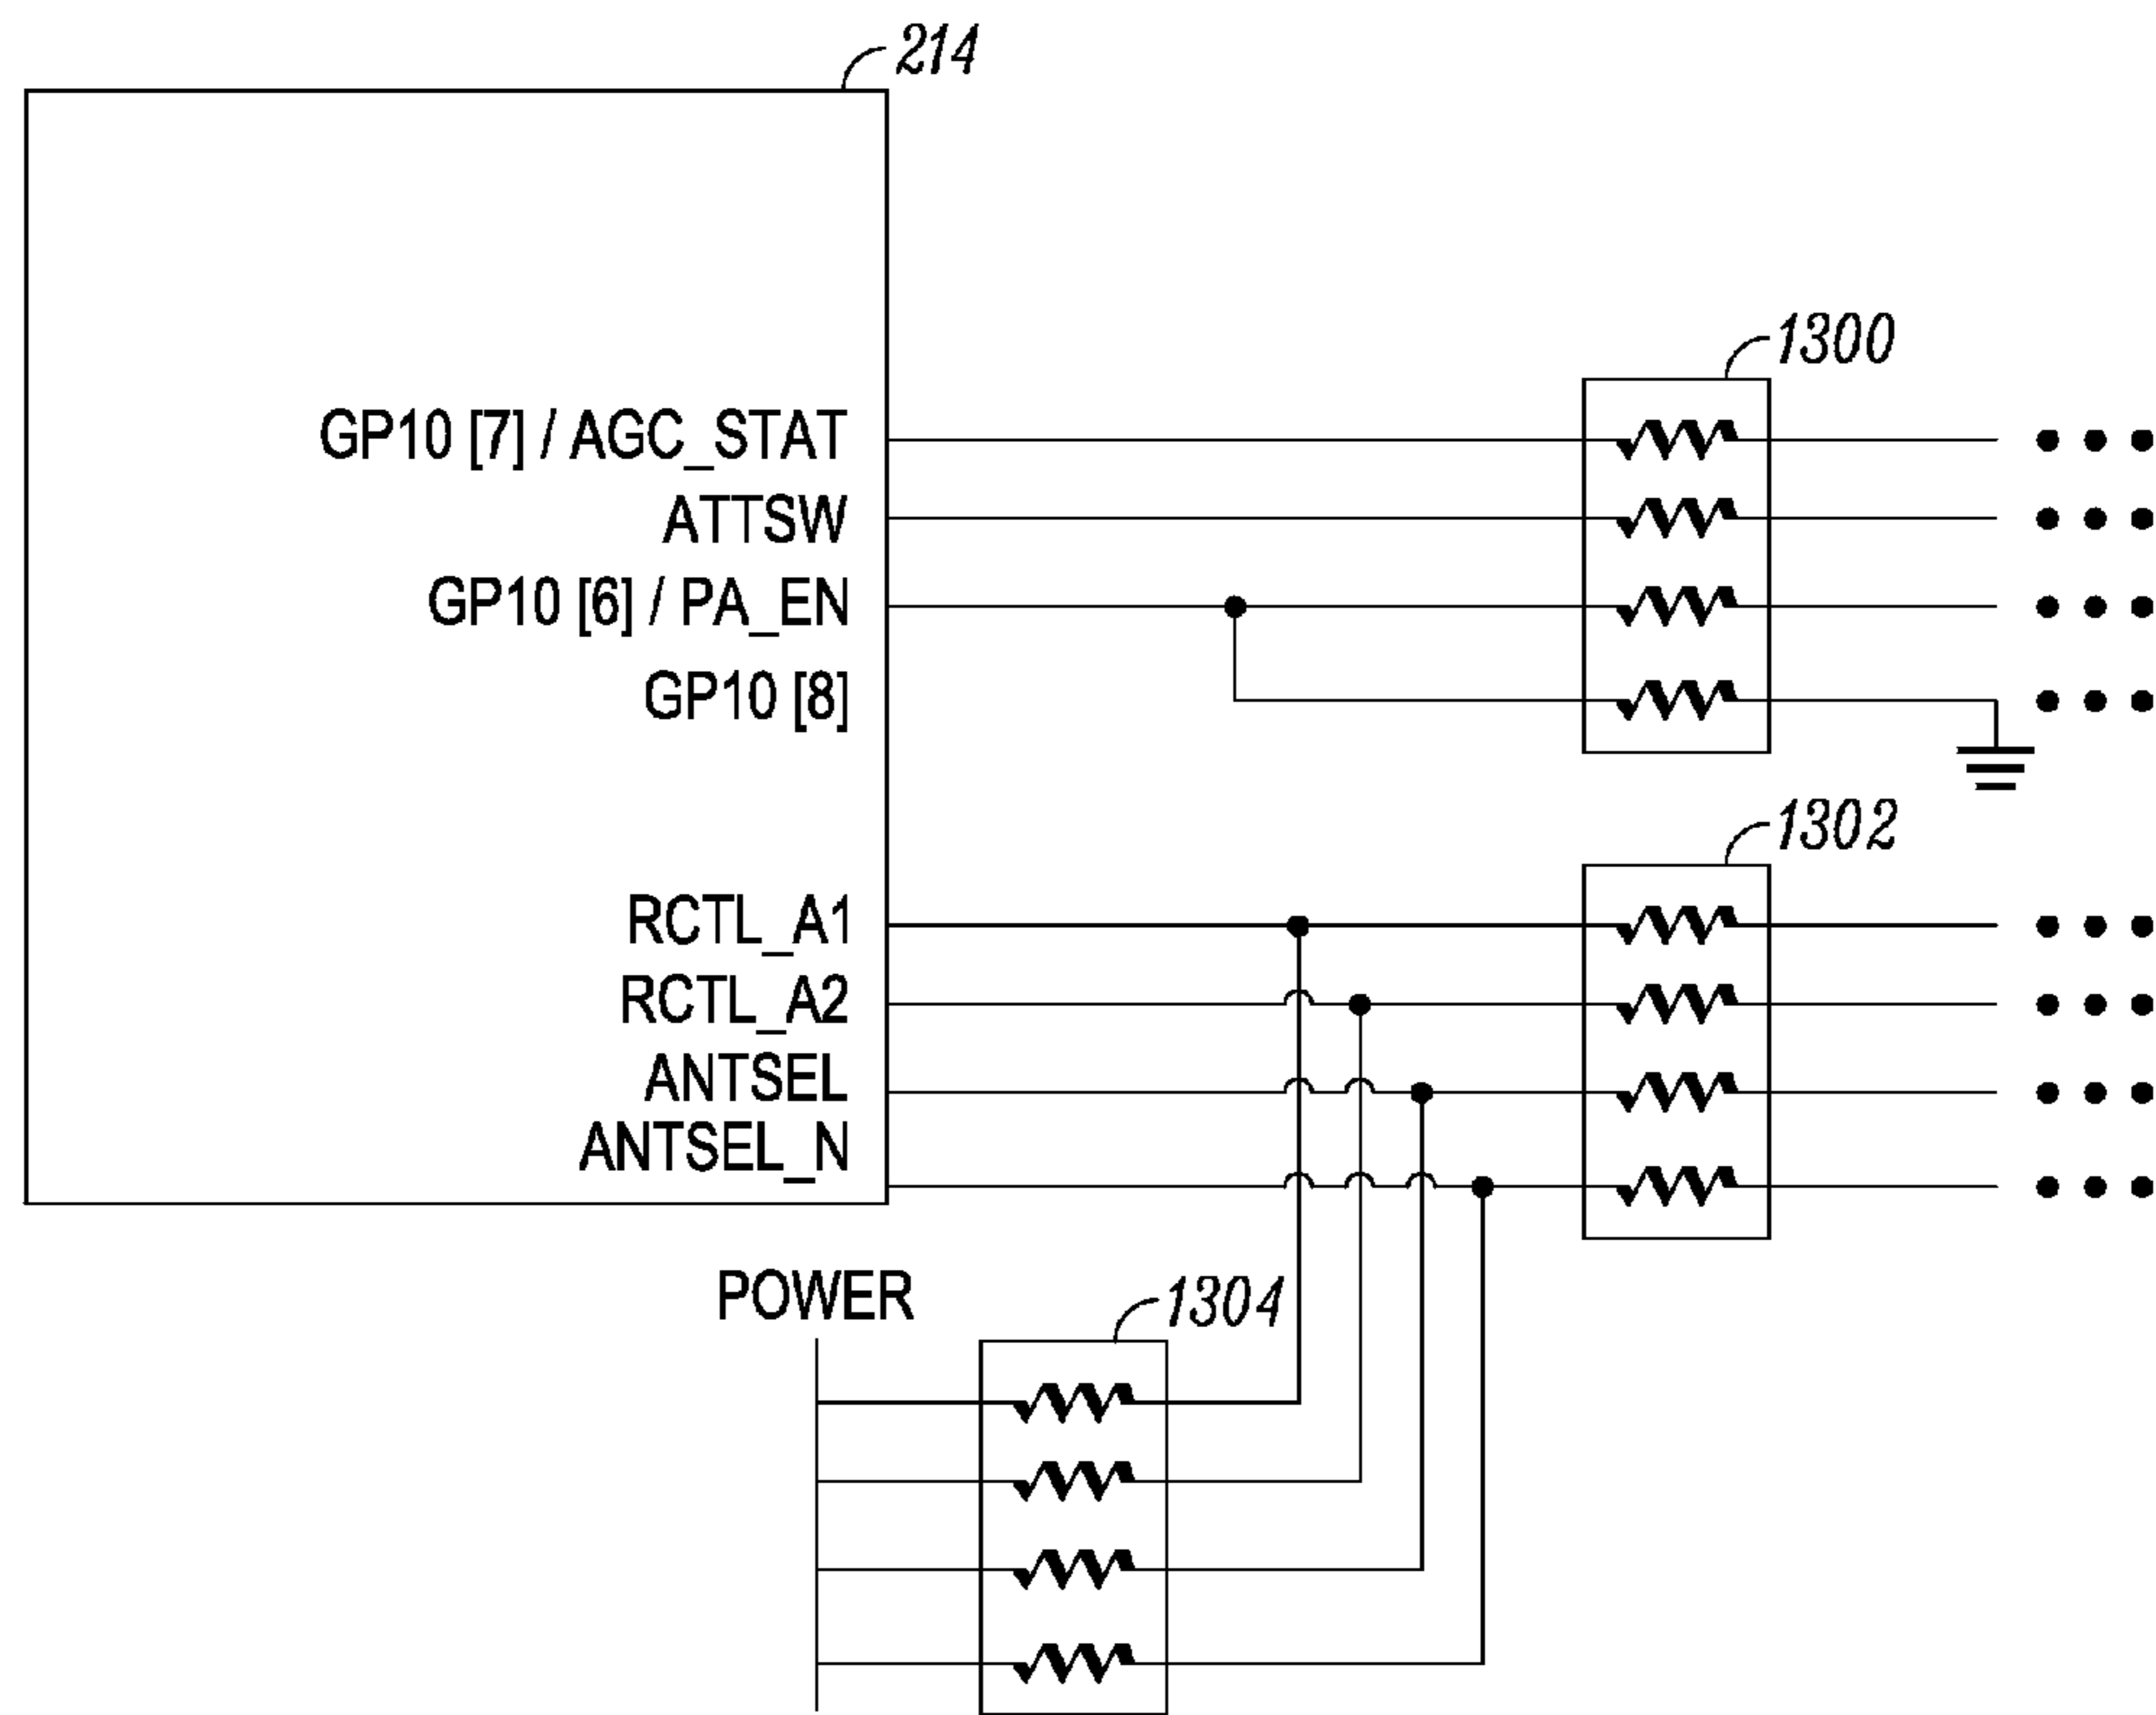 214
1300
GP10 [7] / AGC_STAT
ATTSW
GP10 [6] / PA_EN
GP10 [8]
1302
RCTL_A1
RCTL_A2
ANTSEL
ANTSEL_N
POWER
1304